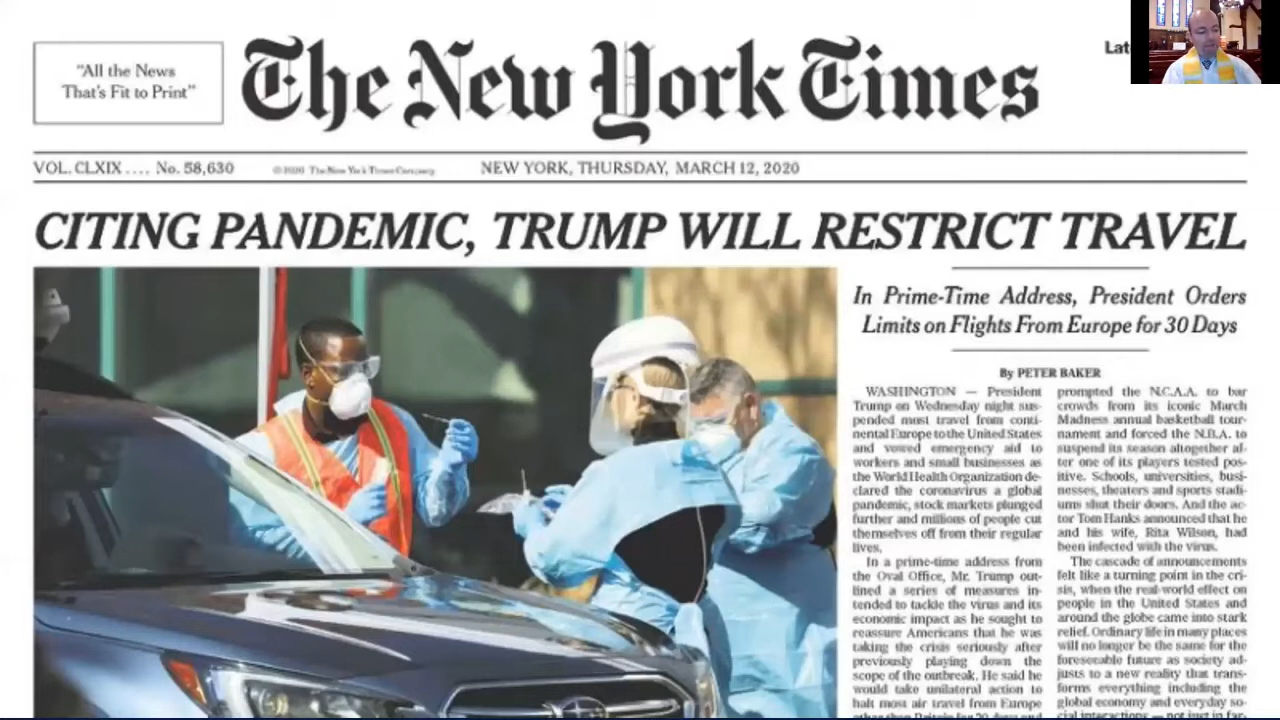 "All the News
That's Fit to Print"
The New York Times
Lat
VOL. CLXIX .... No. 58,630
© 2020 The New York Times Company
NEW YORK, THURSDAY, MARCH 12, 2020
CITING PANDEMIC, TRUMP WILL RESTRICT TRAVEL
In Prime-Time Address, President Orders
Limits on Flights From Europe for 30 Days
By PETER BAKER
WASHINGTON — President
Trump on Wednesday night sus-
pended most travel from conti-
nental Europe to the United States
and vowed emergency aid to
workers and small businesses as
the World Health Organization de-
clared the coronavirus a global
pandemic, stock markets plunged
further and millions of people cut
themselves off from their regular
lives.
In a prime-time address from
the Oval Office, Mr. Trump out-
lined a series of measures in-
tended to tackle the virus and its
economic impact as he sought to
reassure Americans that he was
taking the crisis seriously after
previously playing down the
scope of the outbreak. He said he
would take unilateral action to
halt most air travel from Europe
other than Britain for 30 days and
prompted the N.C.A.A. to bar
crowds from its iconic March
Madness annual basketball tour-
nament and forced the N.B.A. to
suspend its season altogether af-
ter one of its players tested pos-
itive. Schools, universities, busi-
nesses, theaters and sports stadi-
ums shut their doors. And the ac-
tor Tom Hanks announced that he
and his wife, Rita Wilson, had
been infected with the virus.
The cascade of announcements
felt like a turning point in the cri-
sis, when the real-world effect on
people in the United States and
around the globe came into stark
relief. Ordinary life in many places
will no longer be the same for the
foreseeable future as society ad-
justs to a new reality that trans-
forms everything including the
global economy and everyday so-
cial interactions — not just in far-